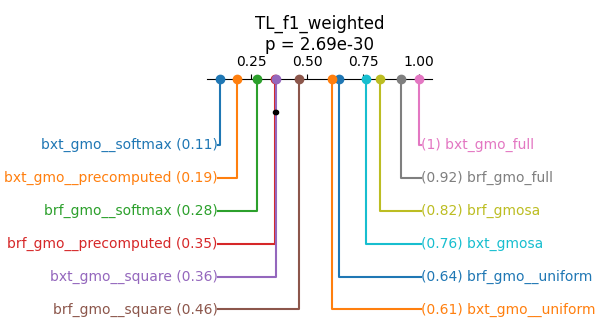 TL_f1_weighted
p = 2.69e-30
0.25 0.50 0.75 1.00
bxt_gmo__softmax (0.11)
(1) bxt_gmo_full
bxt_gmo__precomputed (0.19)
(0.92) brf_gmo_full
brf_gmo__softmax (0.28)
(0.82) brf_gmosa
brf_gmo__precomputed (0.35)
(0.76) bxt_gmosa
bxt_gmo__square (0.36)
(0.64) brf_gmo__uniform
brf_gmo__square (0.46)
(0.61) bxt_gmo__uniform